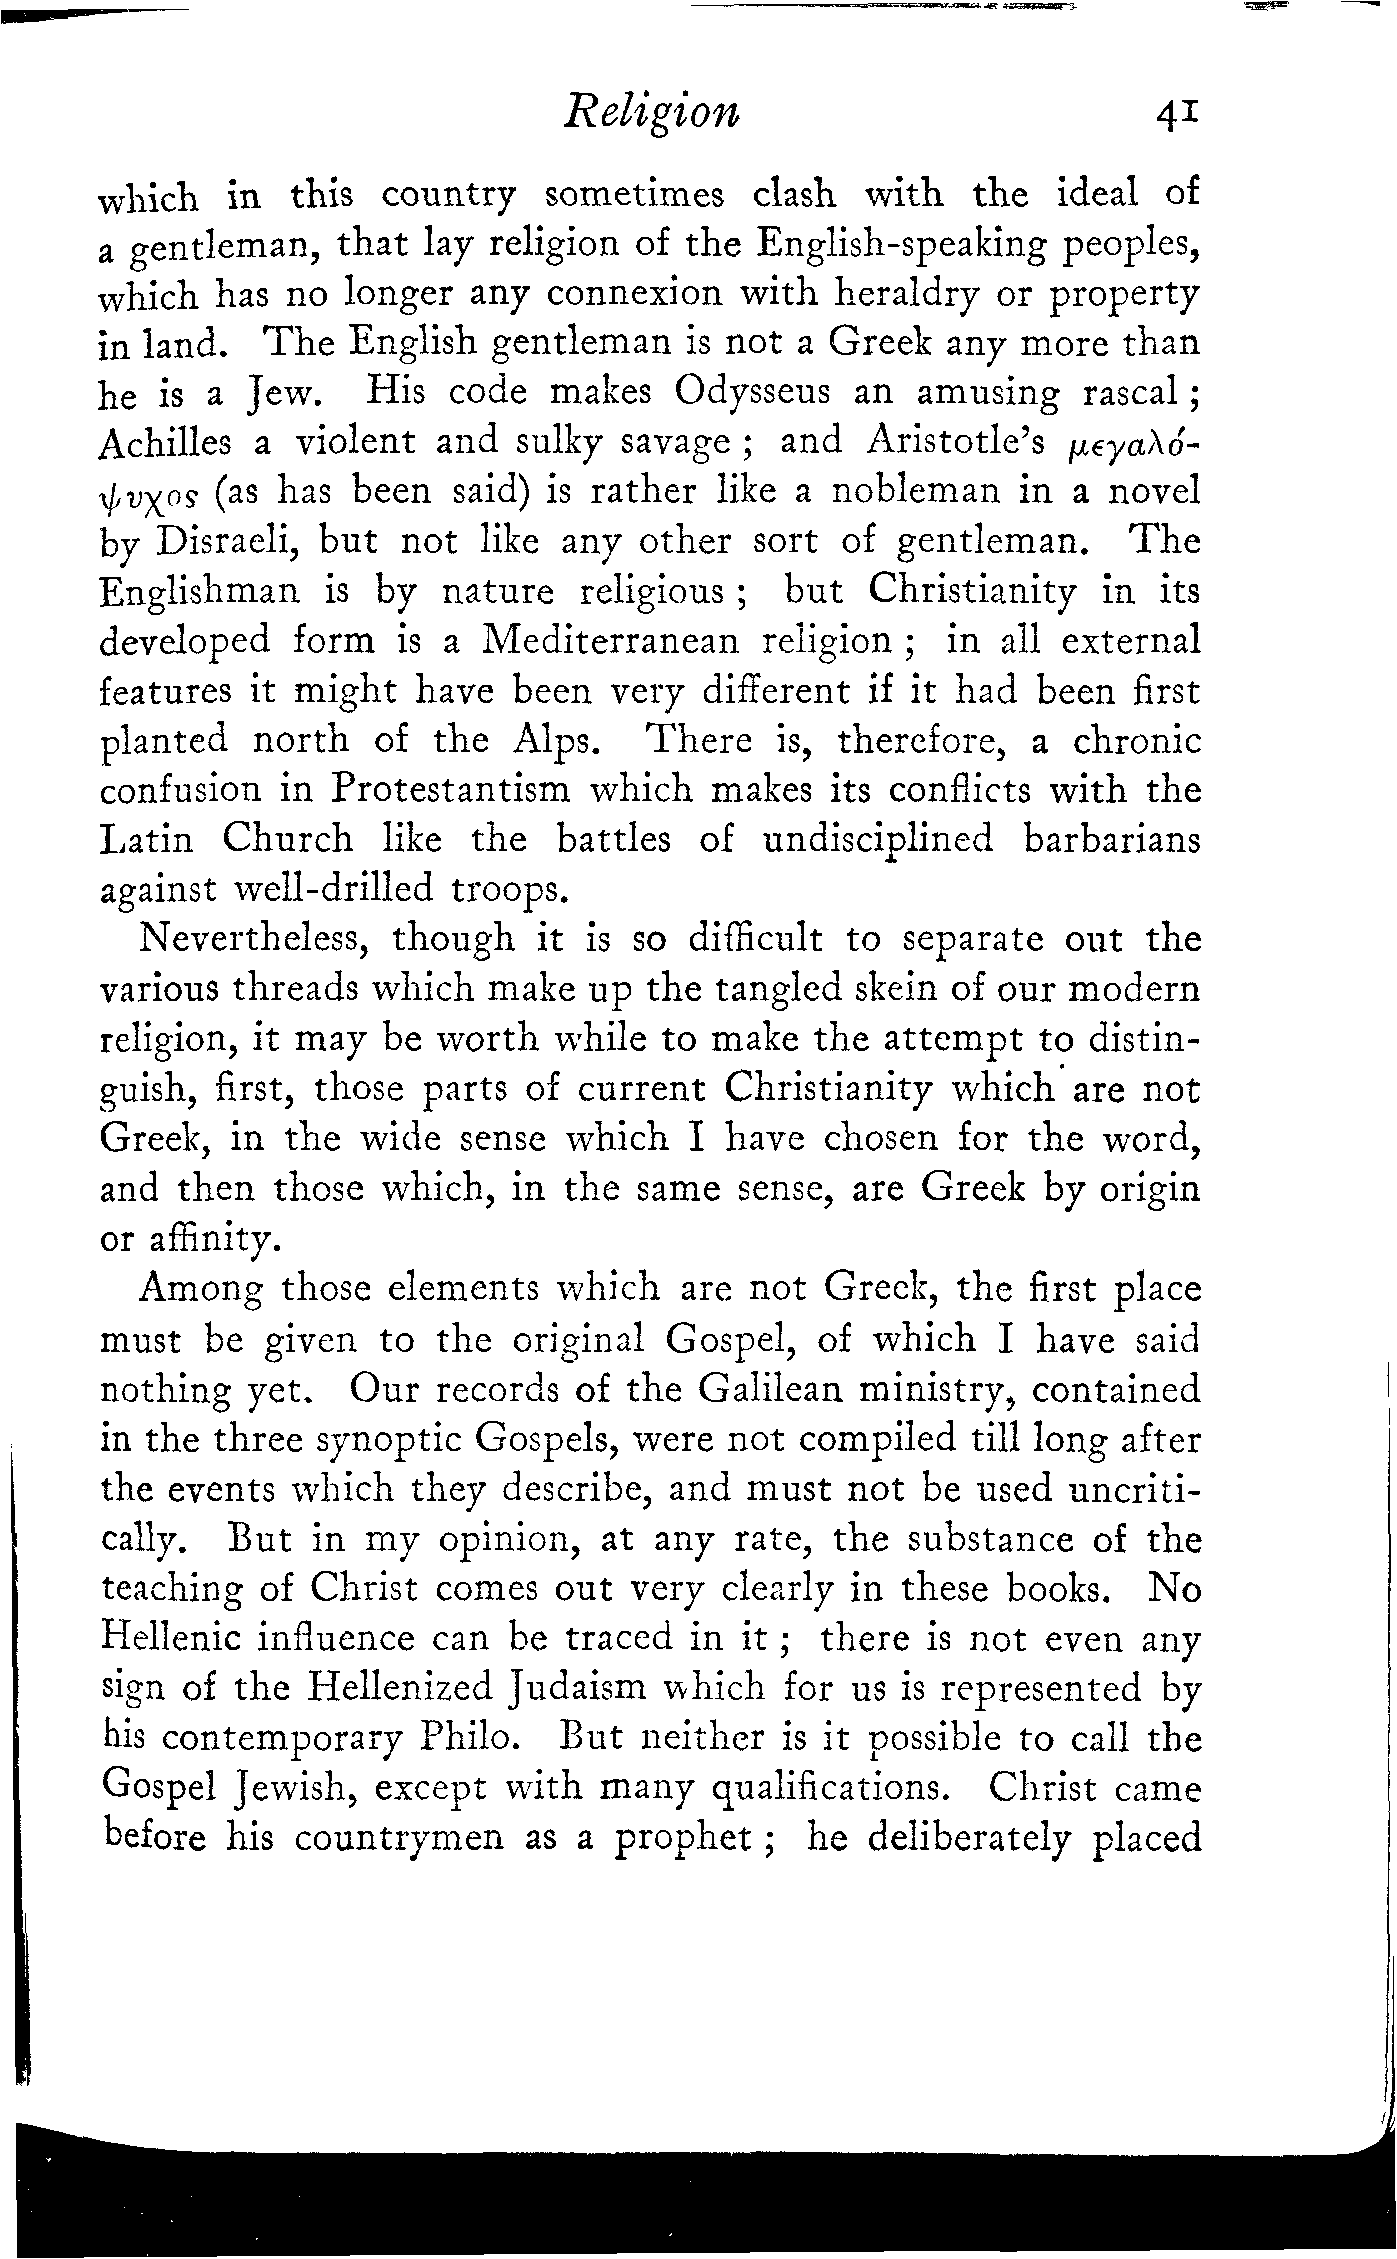 Religion 41
which in this country sometimes clash with the ideal of
a gentleman, that lay religion of the English-speaking peoples,
which has no longer any connexion with heraldry or property
in land. The English gentleman is not a Greek any more than
he is a Jew. His code makes Odysseus an amusing rascal ;
Achilles a violent and sulky savage ; and Aristotle's μεγαλό-
ψυχος (as has been said) is rather like a nobleman in a novel
by Disraeli, but not like any other sort of gentleman. The
Englishman is by nature religious ; but Christianity in its
developed form is a Mediterranean religion ; in all external
features it might have been very different if it had been first
planted north of the Alps. There is, therefore, a chronic
confusion in Protestantism which makes its conflicts with the
Latin Church like the battles of undisciplined barbarians
against well-drilled troops.
Nevertheless, though it is so difficult to separate out the
various threads which make up the tangled skein of our modern
religion, it may be worth while to make the attempt to distin-
guish, first, those parts of current Christianity which are not
Greek, in the wide sense which I have chosen for the word,
and then those which, in the same sense, are Greek by origin
or affinity.
Among those elements which are not Greek, the first place
must be given to the original Gospel, of which I have said
nothing yet. Our records of the Galilean ministry, contained
in the three synoptic Gospels, were not compiled till long after
the events which they describe, and must not be used uncriti-
cally. But in my opinion, at any rate, the substance of the
teaching of Christ comes out very clearly in these books. No
Hellenic influence can be traced in it ; there is not even any
sign of the Hellenized Judaism which for us is represented by
his contemporary Philo. But neither is it possible to call the
Gospel Jewish, except with many qualifications. Christ came
before his countrymen as a prophet ; he deliberately placed